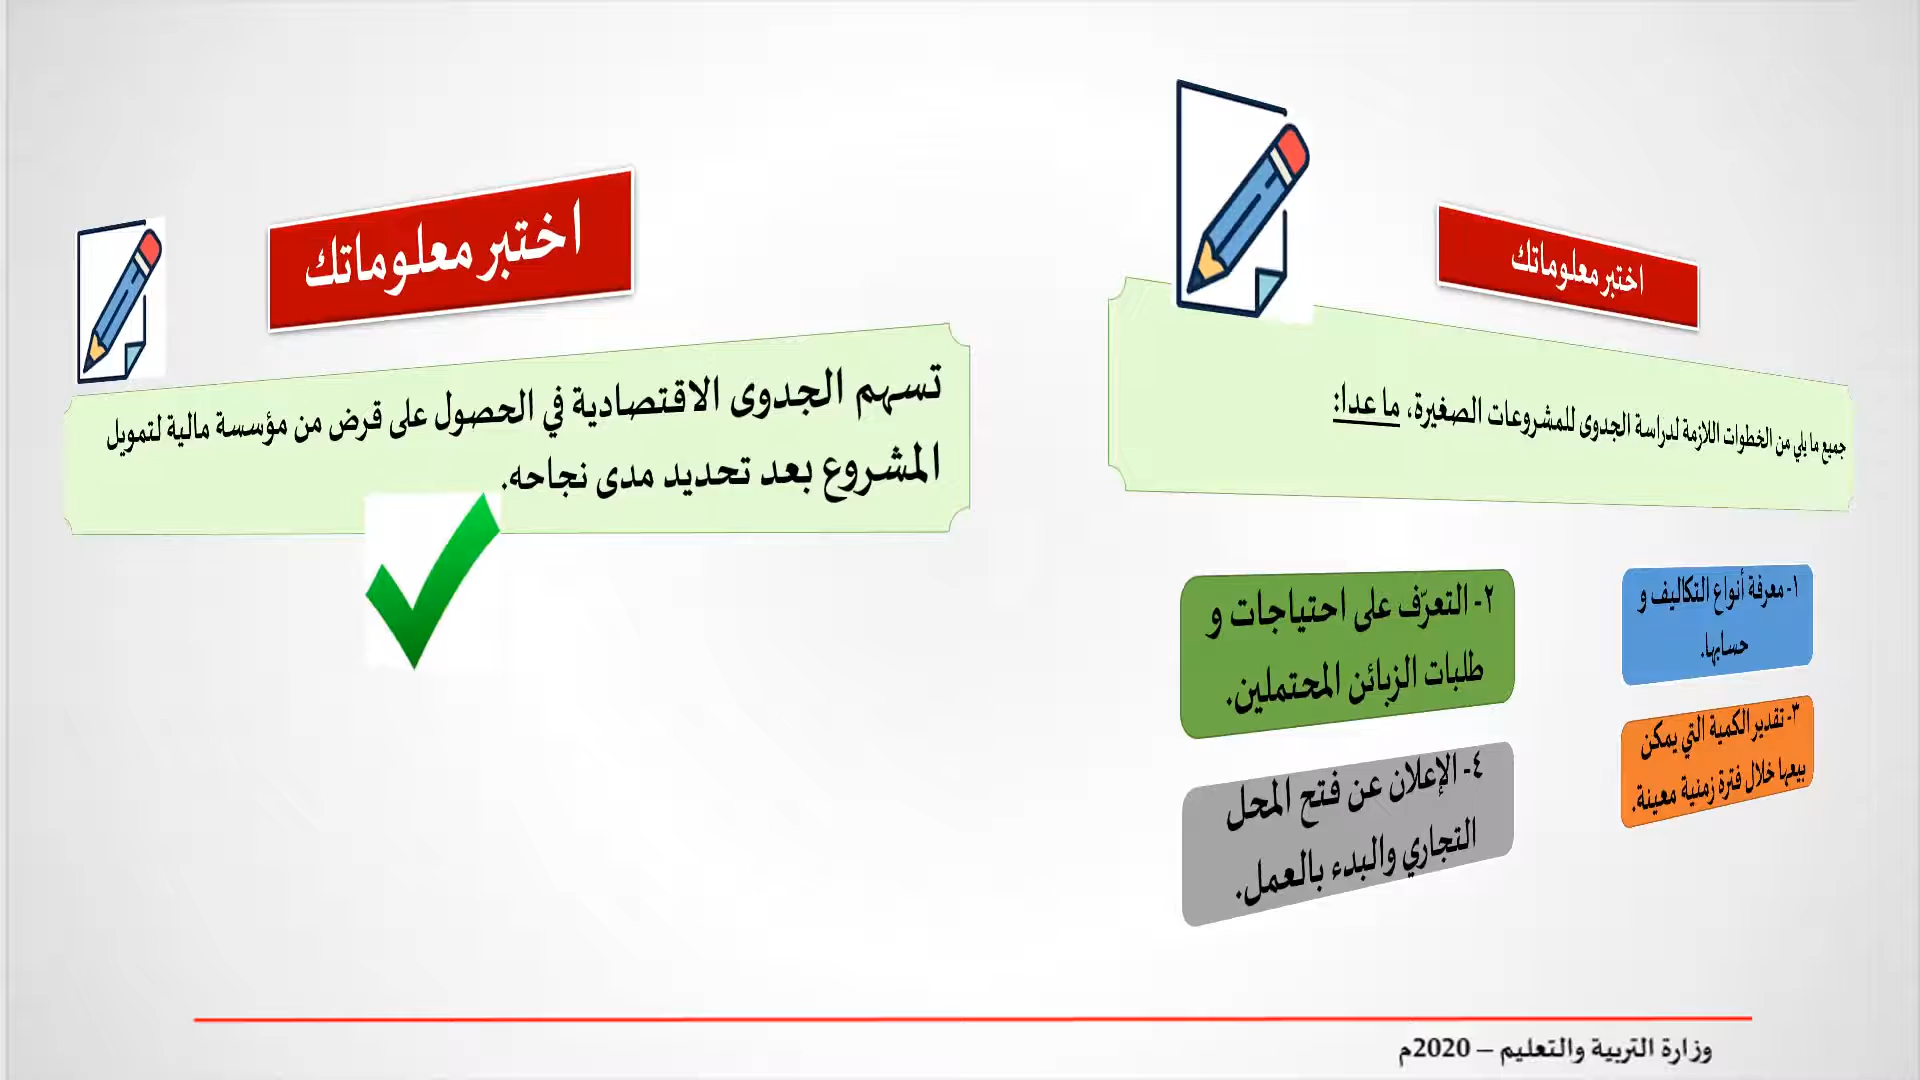 اختبر معلوماتك
جميع ما يلي من الخطوات اللازمة لدراسة الجدوى للمشروعات الصغيرة، ما عدا:
١- معرفة أنواع التكاليف و
حسابها.
٢- التعرّف على احتياجات و
طلبات الزبائن المحتملين.
٣- تقدير الكمية التي يمكن
بيعها خلال فترة زمنية معينة.
٤- الإعلان عن فتح المحل
التجاري والبدء بالعمل.
اختبر معلوماتك
تسهم الجدوى الاقتصادية في الحصول على قرض من مؤسسة مالية لتمويل
المشروع بعد تحديد مدى نجاحه.
وزارة التربية والتعليم – 2020م